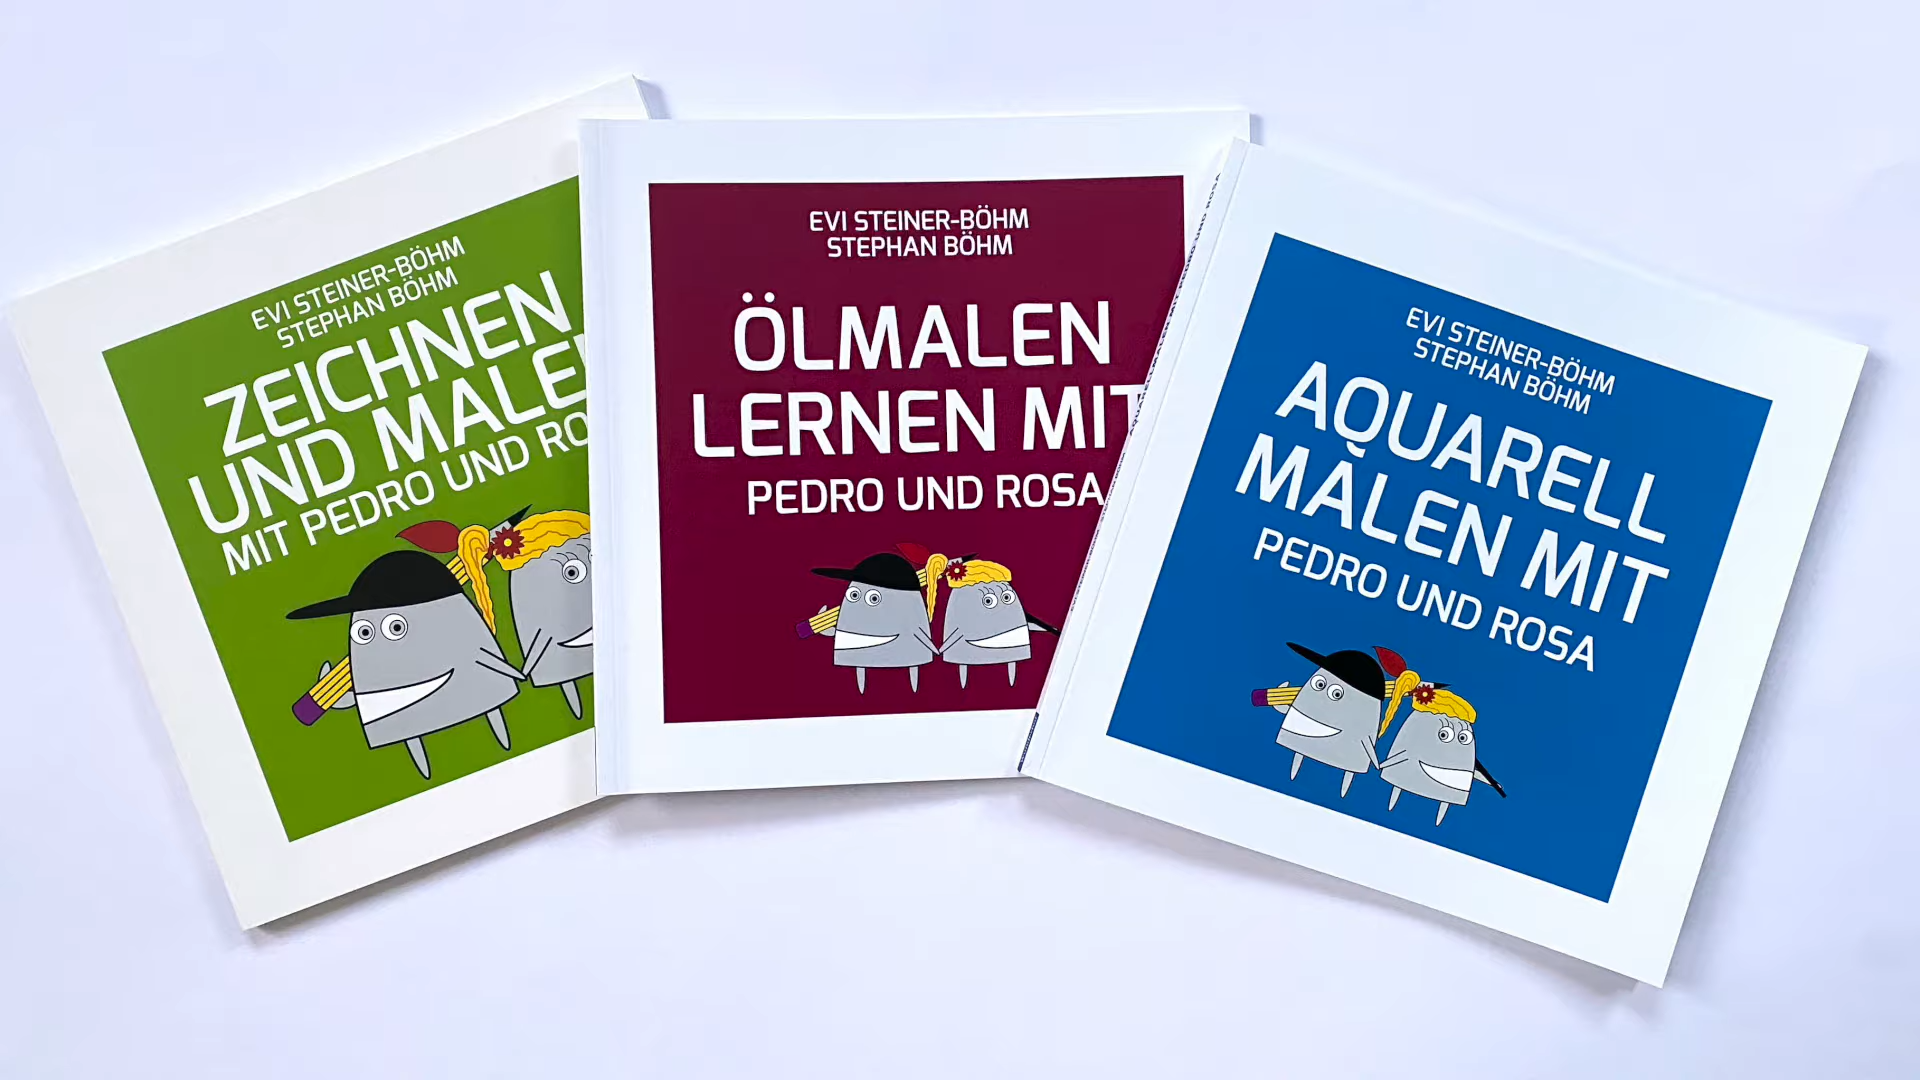 EVI STEINER-BÖHM
STEPHAN BÖHM
ZEICHNEN
UND MALE
MIT PEDRO UND RO
EVI STEINER-BÖHM
STEPHAN BÖHM
ÖLMALEN
LERNEN MIT
PEDRO UND ROSA
EVI STEINER-BÖHM
STEPHAN BÖHM
AQUARELL
MALEN MIT
PEDRO UND ROSA